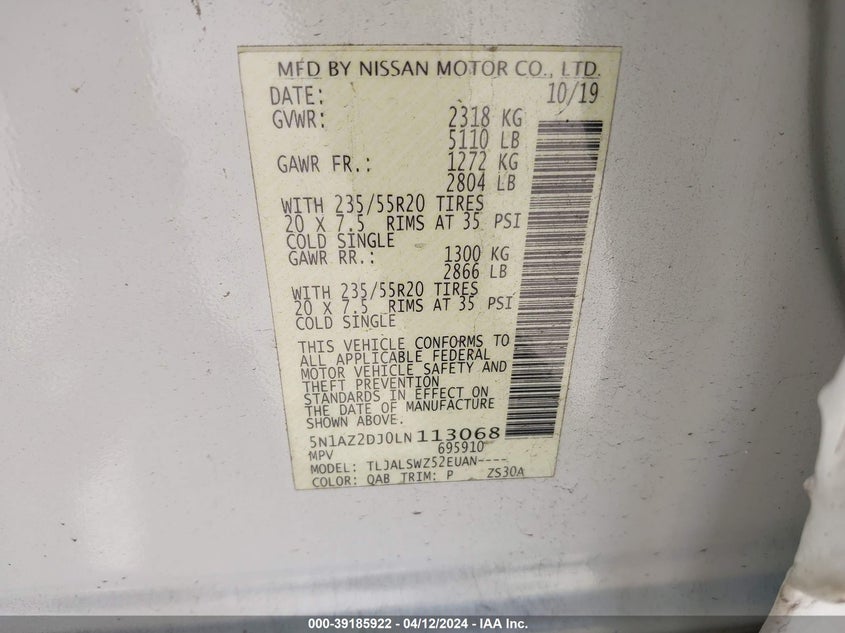 MFD BY NISSAN MOTOR CO., LTD.
DATE: 10/19
GVWR: 2318 KG
5110 LB
GAWR FR.: 1272 KG
2804 LB
WITH 235/55R20 TIRES
20 X 7.5 RIMS AT 35 PSI
COLD SINGLE
GAWR RR.: 1300 KG
2866 LB
WITH 235/55R20 TIRES
20 X 7.5 RIMS AT 35 PSI
COLD SINGLE
THIS VEHICLE CONFORMS TO
ALL APPLICABLE FEDERAL
MOTOR VEHICLE SAFETY AND
THEFT PREVENTION
STANDARDS IN EFFECT ON
THE DATE OF MANUFACTURE
SHOWN ABOVE.
5N1AZ2DJ0LN 113068
MPV 695910
MODEL: TLJALSWZ52EUAN----
COLOR: QAB TRIM: P ZS30A
000-39185922 - 04/12/2024 - IAA Inc.